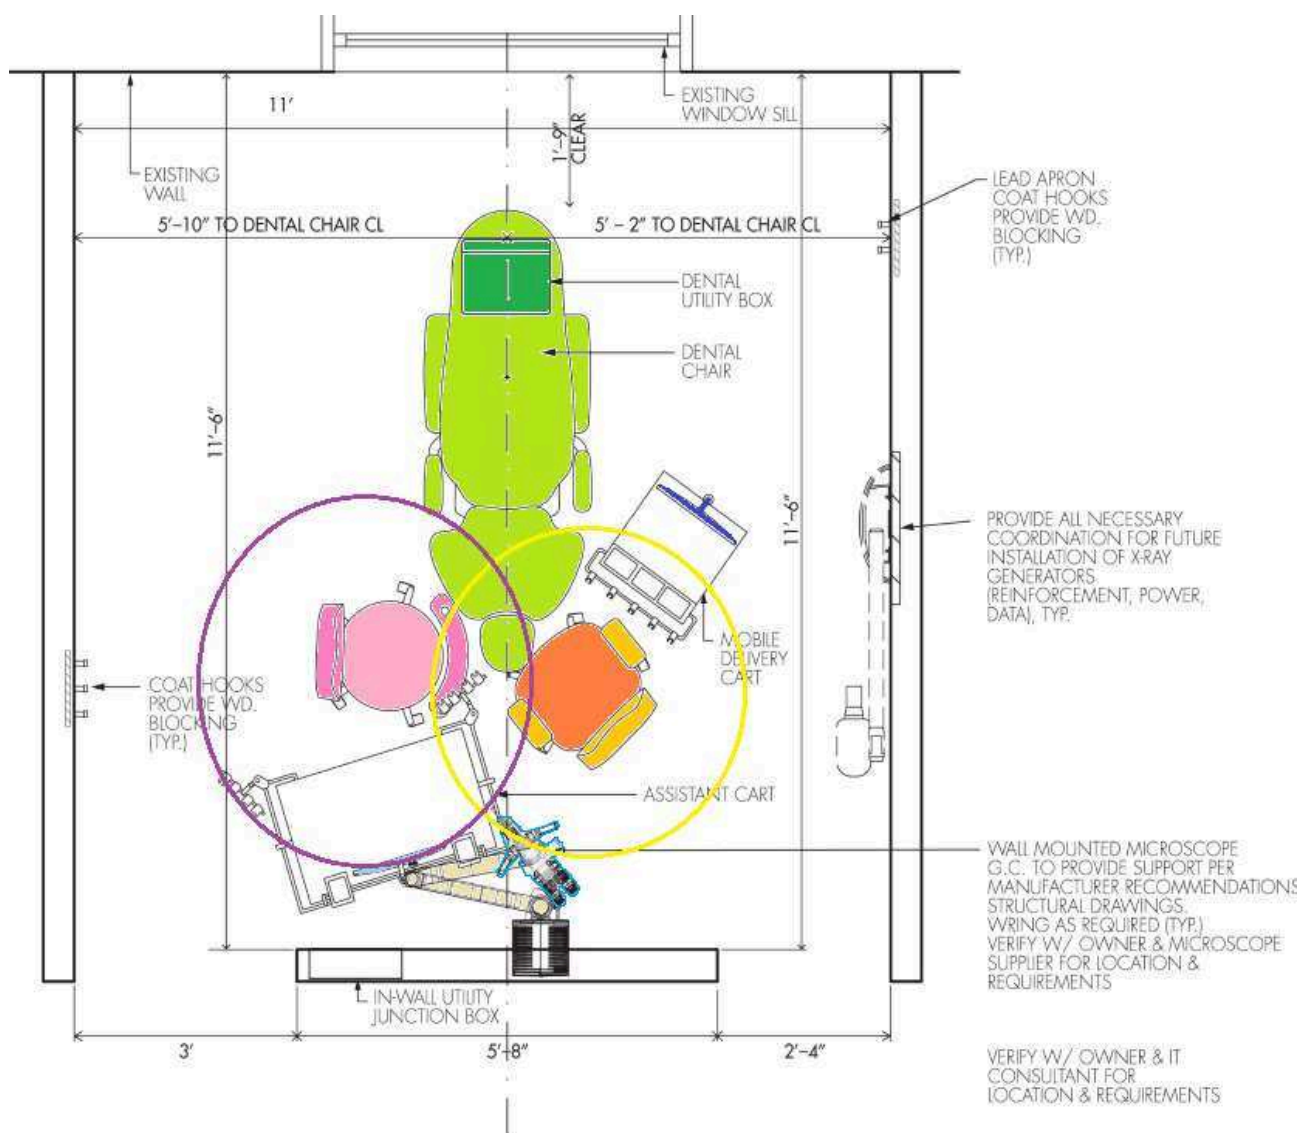 11'
EXISTING
WINDOW SILL
1'-9"
CLEAR
EXISTING
WALL
LEAD APRON
COAT HOOKS
PROVIDE WD.
BLOCKING
(TYP.)
5'-10" TO DENTAL CHAIR CL
5' - 2" TO DENTAL CHAIR CL
DENTAL
UTILITY BOX
DENTAL
CHAIR
11'-6"
11'-6"
PROVIDE ALL NECESSARY
COORDINATION FOR FUTURE
INSTALLATION OF X-RAY
GENERATORS
(REINFORCEMENT, POWER,
DATA), TYP.
MOBILE
DELIVERY
CART
COAT HOOKS
PROVIDE WD.
BLOCKING
(TYP.)
ASSISTANT CART
WALL MOUNTED MICROSCOPE
G.C. TO PROVIDE SUPPORT PER
MANUFACTURER RECOMMENDATIONS
STRUCTURAL DRAWINGS.
WRING AS REQUIRED (TYP.)
VERIFY W/ OWNER & MICROSCOPE
SUPPLIER FOR LOCATION &
REQUIREMENTS
IN-WALL UTILITY
JUNCTION BOX
3'
5'-8"
2'-4"
VERIFY W/ OWNER & IT
CONSULTANT FOR
LOCATION & REQUIREMENTS